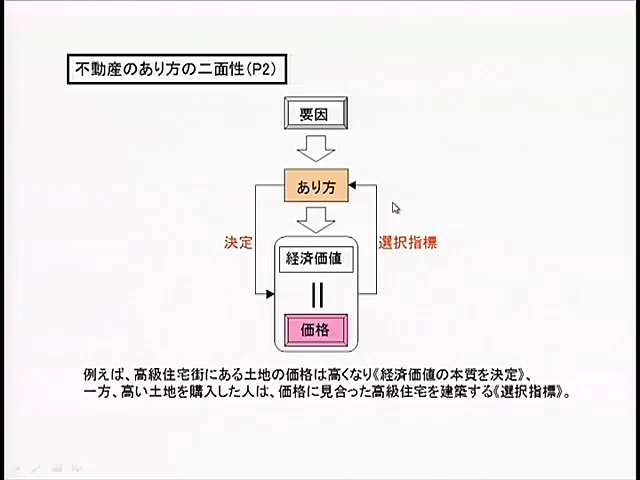 不動産のあり方の二面性(P2)
要因
あり方
決定
選択指標
経済価値
||
価格
例えば、高級住宅街にある土地の価格は高くなり《経済価値の本質を決定》、
一方、高い土地を購入した人は、価格に見合った高級住宅を建築する《選択指標》。